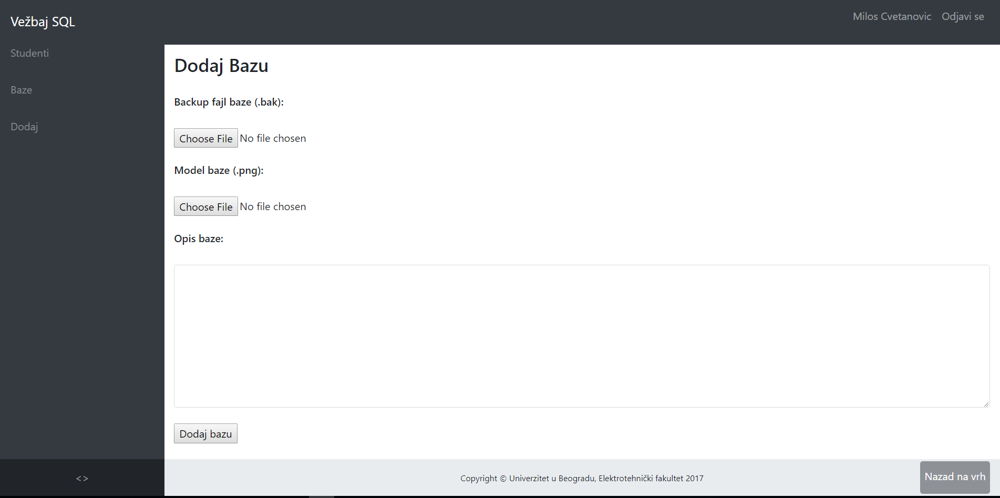 Vežbaj SQL
Milos Cvetanovic Odjavi se
Studenti
Baze
Dodaj
Dodaj Bazu
Backup fajl baze (.bak):
Choose File No file chosen
Model baze (.png):
Choose File No file chosen
Opis baze:
Dodaj bazu
<>
Copyright © Univerzitet u Beogradu, Elektrotehnički fakultet 2017
Nazad na vrh